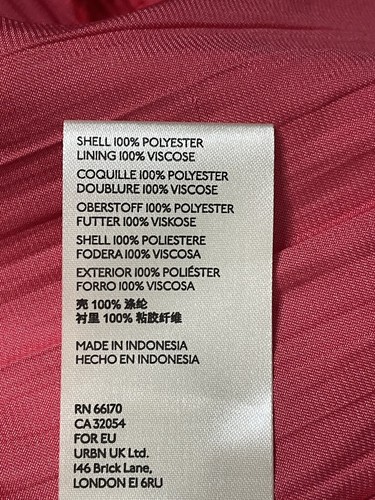 SHELL 100% POLYESTER
LINING 100% VISCOSE
COQUILLE 100% POLYESTER
DOUBLURE 100% VISCOSE
OBERSTOFF 100% POLYESTER
FUTTER 100% VISKOSE
SHELL 100% POLIESTERE
FODERA 100% VISCOSA
EXTERIOR 100% POLIÉSTER
FORRO 100% VISCOSA
壳 100% 涤纶
衬里 100% 粘胶纤维
MADE IN INDONESIA
HECHO EN INDONESIA
RN 66170
CA 32054
FOR EU
URBN UK Ltd.
146 Brick Lane,
LONDON E1 6RU